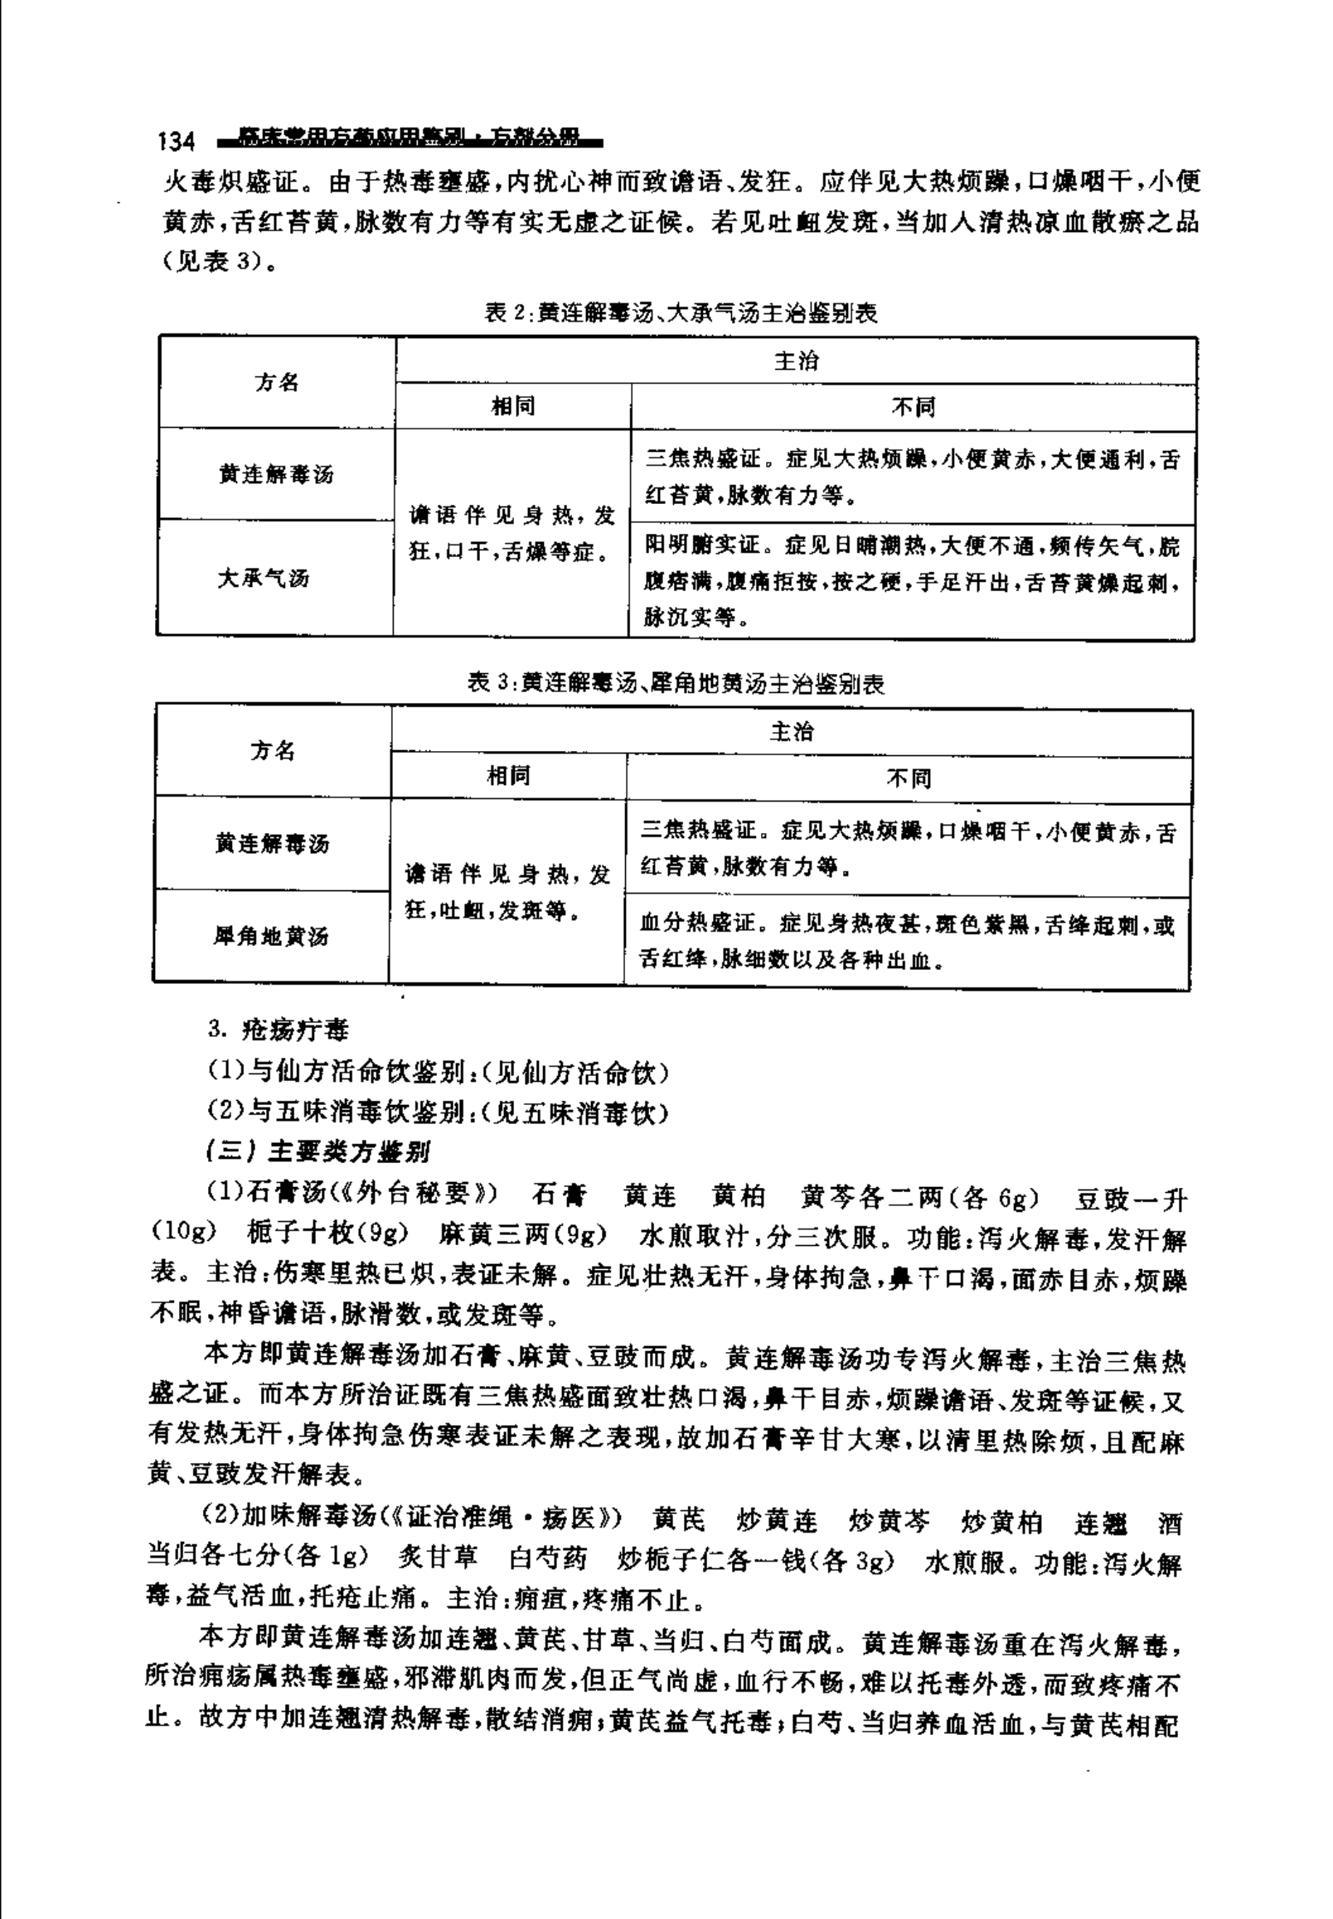 134 临床常用方药应用鉴别·方剂分册
火毒炽盛证。由于热毒壅盛,内扰心神而致谵语、发狂。应伴见大热烦躁,口燥咽干,小便
黄赤,舌红苔黄,脉数有力等有实无虚之证候。若见吐衄发斑,当加人清热凉血散瘀之品
(见表3)。
表2:黄连解毒汤、大承气汤主治鉴别表
方名
主治
相同
不同
黄连解毒汤
谵语伴见身热,发
狂,口干,舌燥等症。
三焦热盛证。症见大热烦躁,小便黄赤,大便通利,舌
红苔黄,脉数有力等。
大承气汤
阳明腑实证。症见日晡潮热,大便不通,频传矢气,脘
腹痞满,腹痛拒按,按之硬,手足汗出,舌苔黄燥起刺,
脉沉实等。
表3:黄连解毒汤、犀角地黄汤主治鉴别表
方名
主治
相同
不同
黄连解毒汤
谵语伴见身热,发
狂,吐衄,发斑等。
三焦热盛证。症见大热烦躁,口燥咽干,小便黄赤,舌
红苔黄,脉数有力等。
犀角地黄汤
血分热盛证。症见身热夜甚,斑色紫黑,舌绛起刺,或
舌红绛,脉细数以及各种出血。
3. 疮疡疔毒
(1)与仙方活命饮鉴别:(见仙方活命饮)
(2)与五味消毒饮鉴别:(见五味消毒饮)
(三)主要类方鉴别
(1)石膏汤(《外台秘要》) 石膏 黄连 黄柏 黄芩各二两(各6g) 豆豉一升
(10g) 栀子十枚(9g) 麻黄三两(9g) 水煎取汁,分三次服。功能:泻火解毒,发汗解
表。主治:伤寒里热已炽,表证未解。症见壮热无汗,身体拘急,鼻干口渴,面赤目赤,烦躁
不眠,神昏谵语,脉滑数,或发斑等。
本方即黄连解毒汤加石膏、麻黄、豆豉而成。黄连解毒汤功专泻火解毒,主治三焦热
盛之证。而本方所治证既有三焦热盛面致壮热口渴,鼻干目赤,烦躁谵语、发斑等证候,又
有发热无汗,身体拘急伤寒表证未解之表现,故加石膏辛甘大寒,以清里热除烦,且配麻
黄、豆豉发汗解表。
(2)加味解毒汤(《证治准绳·疡医》) 黄芪 炒黄连 炒黄芩 炒黄柏 连翘 酒
当归各七分(各1g) 炙甘草 白芍药 炒栀子仁各一钱(各3g) 水煎服。功能:泻火解
毒,益气活血,托疮止痛。主治:痈疽,疼痛不止。
本方即黄连解毒汤加连翘、黄芪、甘草、当归、白芍面成。黄连解毒汤重在泻火解毒,
所治痈疡属热毒壅盛,邪滞肌肉而发,但正气尚虚,血行不畅,难以托毒外透,而致疼痛不
止。故方中加连翘清热解毒,散结消痈;黄芪益气托毒;白芍、当归养血活血,与黄芪相配